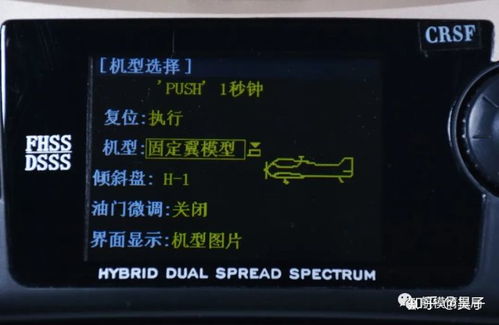 CRSF
[机型选择]
'PUSH' 1秒钟
复位:执行
FHSS
DSSS
机型:固定翼模型
倾斜盘: H-1
油门微调:关闭
界面显示:机型图片
HYBRID DUAL SPREAD SPECTRUM